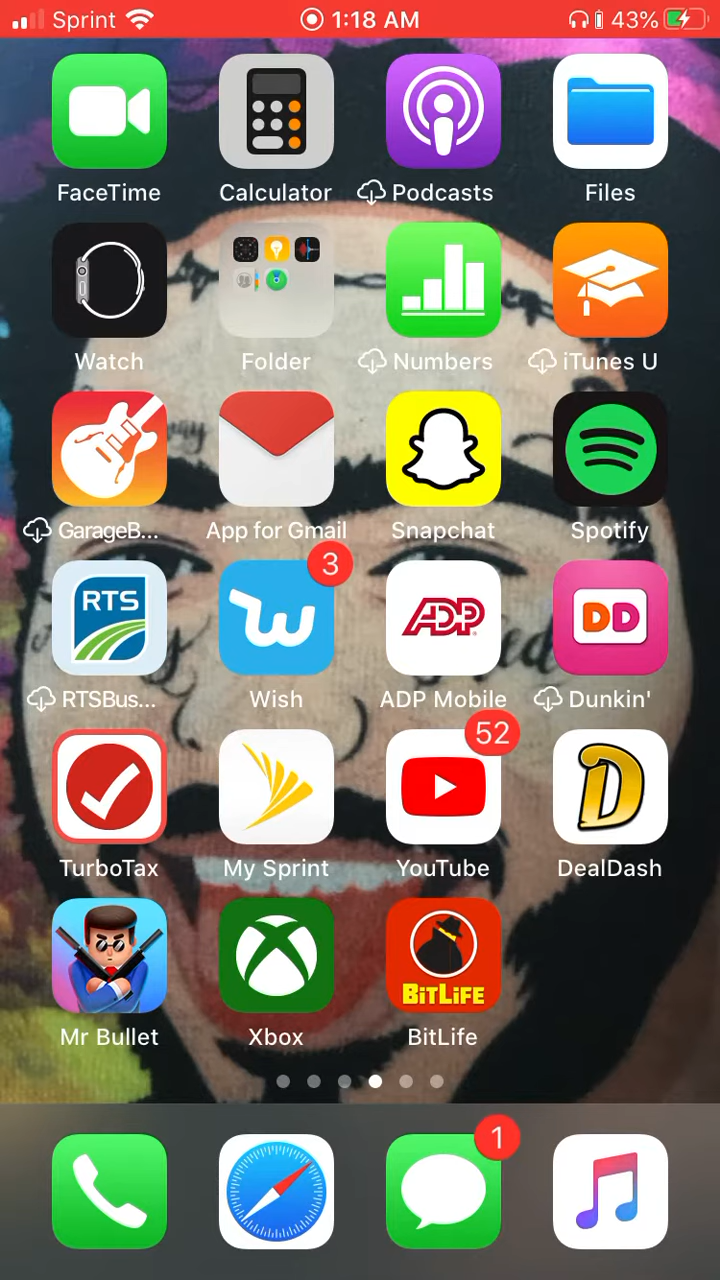 Sprint 1:18 AM 43%
FaceTime Calculator Podcasts Files
Watch Folder Numbers iTunes U
GarageB... App for Gmail Snapchat Spotify
RTS
3
ADP
DD
RTSBus... Wish ADP Mobile Dunkin'
52
D
TurboTax My Sprint YouTube DealDash
BITLIFE
Mr Bullet Xbox BitLife
1